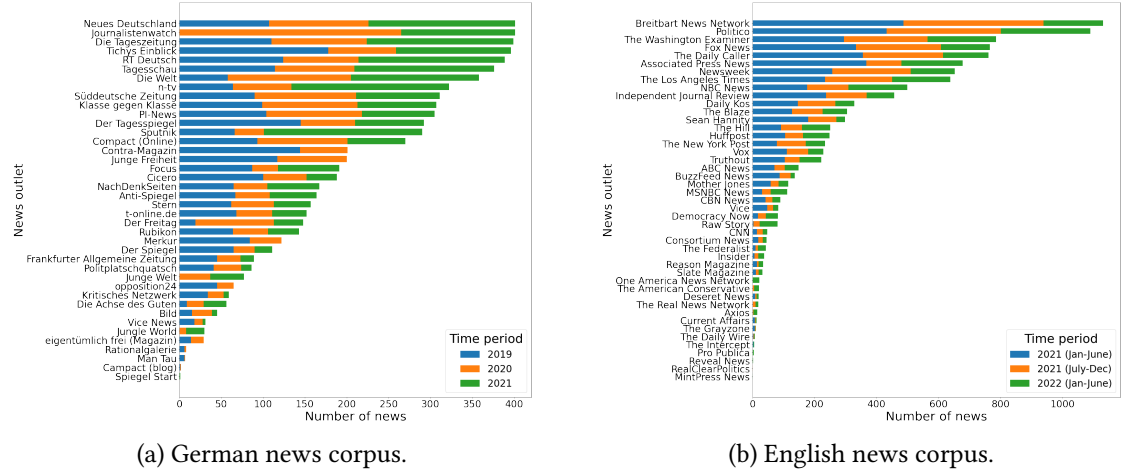 News outlet
Neues Deutschland
Journalistenwatch
Die Tageszeitung
Tichys Einblick
RT Deutsch
Tagesschau
Die Welt
n-tv
Süddeutsche Zeitung
Klasse gegen Klasse
PI-News
Der Tagesspiegel
Sputnik
Compact (Online)
Contra-Magazin
Junge Freiheit
Focus
Cicero
NachDenkSeiten
Anti-Spiegel
Stern
t-online.de
Der Freitag
Rubikon
Merkur
Der Spiegel
Frankfurter Allgemeine Zeitung
Politplatschquatsch
Junge Welt
opposition24
Kritisches Netzwerk
Die Achse des Guten
Bild
Vice News
Jungle World
eigentümlich frei (Magazin)
Rationalgalerie
Man Tau
Campact (blog)
Spiegel Start
Time period
2019
2020
2021
0 50 100 150 200 250 300 350 400
Number of news
(a) German news corpus.
News outlet
Breitbart News Network
Politico
The Washington Examiner
Fox News
The Daily Caller
Associated Press News
Newsweek
The Los Angeles Times
NBC News
Independent Journal Review
Daily Kos
The Blaze
Sean Hannity
The Hill
Huffpost
The New York Post
Vox
Truthout
ABC News
BuzzFeed News
Mother Jones
MSNBC News
CBN News
Vice
Democracy Now
Raw Story
CNN
Consortium News
The Federalist
Insider
Reason Magazine
Slate Magazine
One America News Network
The American Conservative
Deseret News
The Real News Network
Axios
Current Affairs
The Grayzone
The Daily Wire
The Intercept
Pro Publica
Reveal News
RealClearPolitics
MintPress News
Time period
2021 (Jan-June)
2021 (July-Dec)
2022 (Jan-June)
0 200 400 600 800 1000
Number of news
(b) English news corpus.